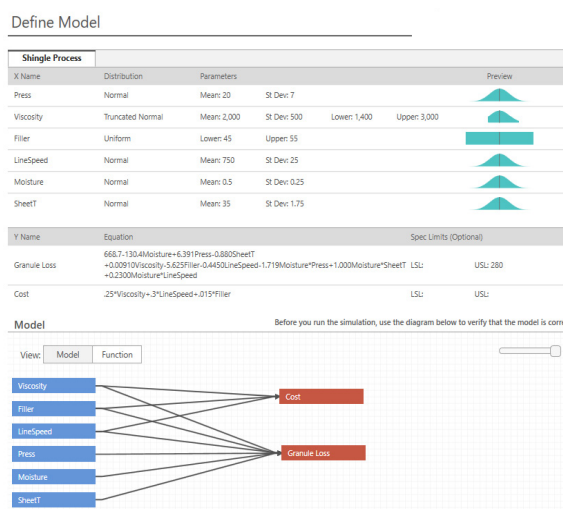 Define Model
Shingle Process
X Name Distribution Parameters Preview
Press Normal Mean: 20 St Dev: 7
Viscosity Truncated Normal Mean: 2,000 St Dev: 500 Lower: 1,400 Upper: 3,000
Filler Uniform Lower: 45 Upper: 55
LineSpeed Normal Mean: 750 St Dev: 25
Moisture Normal Mean: 0.5 St Dev: 0.25
SheetT Normal Mean: 35 St Dev: 1.75
Y Name Equation Spec Limits (Optional)
668.7-130.4Moisture+6.391Press-0.880SheetT
Granule Loss +0.00910Viscosity-5.625Filler-0.4450LineSpeed-1.719Moisture*Press+1.000Moisture*SheetT LSL: USL: 280
+0.2300Moisture*LineSpeed
Cost .25*Viscosity+.3*LineSpeed+.015*Filler LSL: USL:
Model Before you run the simulation, use the diagram below to verify that the model is corre
View: Model Function
Viscosity
Cost
Filler
LineSpeed
Press Granule Loss
Moisture
SheetT